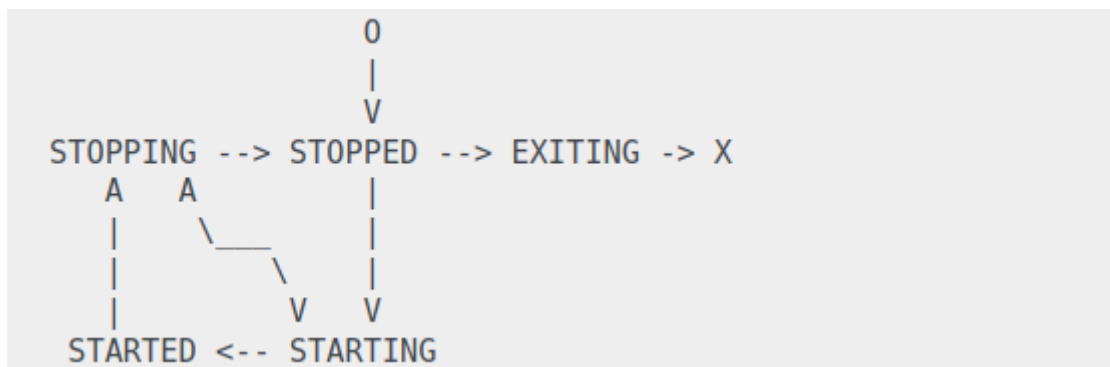 O
                 |
                 V
STOPPING --> STOPPED --> EXITING -> X
   A   A         |
   |    \___     |
   |        \    |
   |         V   V
 STARTED <-- STARTING